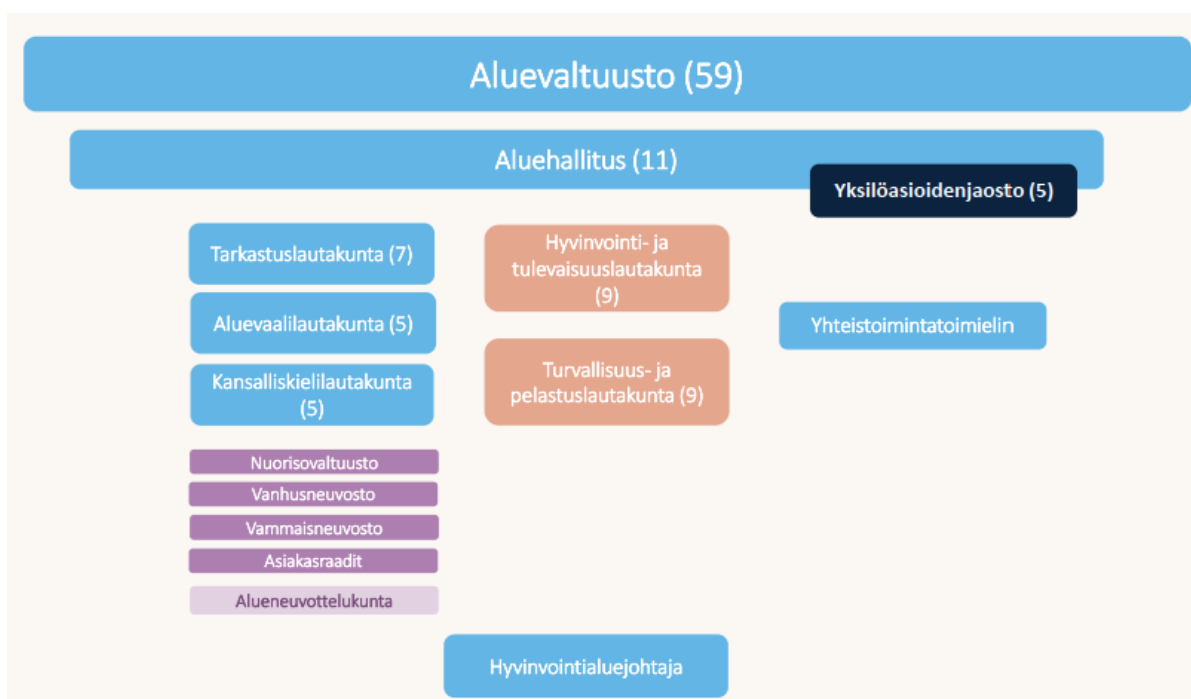 Aluevaltuusto (59)
Aluehallitus (11)
Yksilöasioidenjaosto (5)
Tarkastuslautakunta (7)
Aluevaalilautakunta (5)
Kansalliskielilautakunta
(5)
Nuorisovaltuusto
Vanhusneuvosto
Vammaisneuvosto
Asiakasraadit
Alueneuvottelukunta
Hyvinvointi- ja
tulevaisuuslautakunta
(9)
Turvallisuus- ja
pelastuslautakunta (9)
Yhteistoimintatoimielin
Hyvinvointialuejohtaja